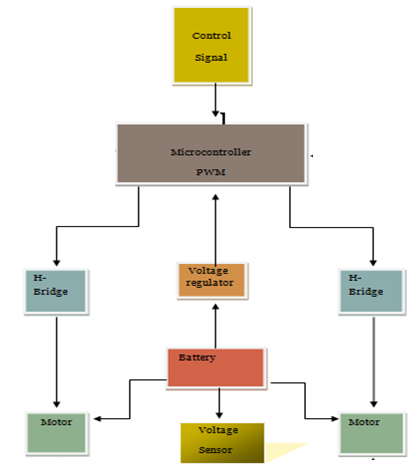 Control
Signal
Microcontroller
PWM
H-
Bridge
Voltage
regulator
H-
Bridge
Battery
Motor
Voltage
Sensor
Motor